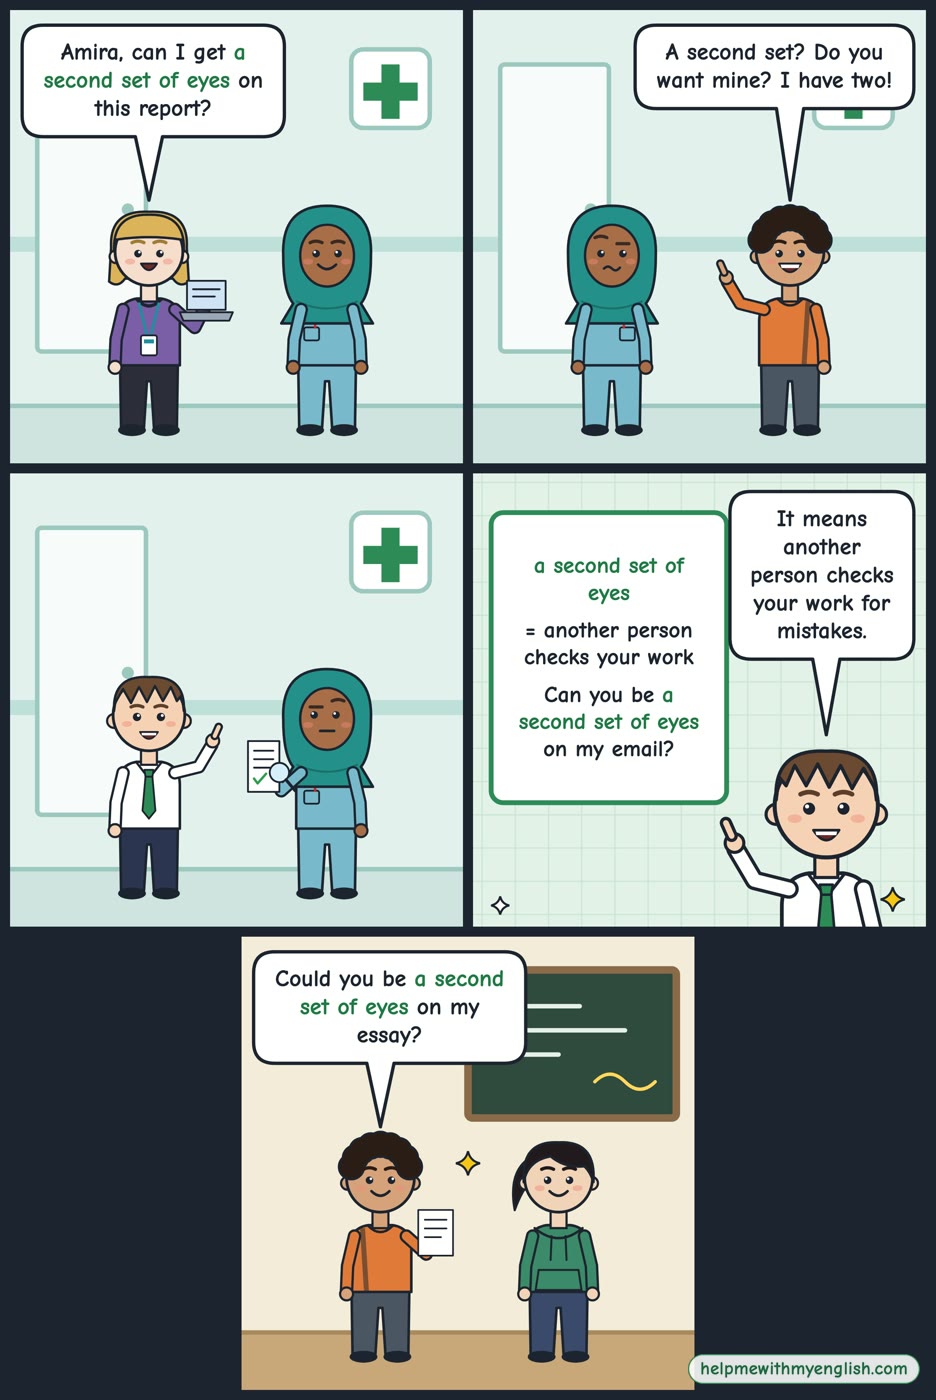 Amira, can I get a
second set of eyes on
this report?
A second set? Do you
want mine? I have two!
a second set of
eyes
= another person
checks your work
Can you be a
second set of eyes
on my email?
It means
another
person checks
your work for
mistakes.
Could you be a second
set of eyes on my
essay?
helpmewithmyenglish.com